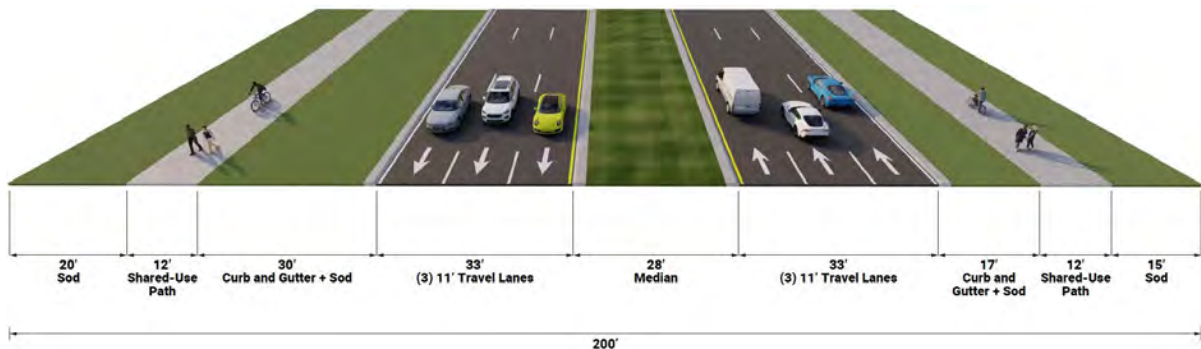 20'
Sod
12'
Shared-Use
Path
30'
Curb and Gutter + Sod
33'
(3) 11' Travel Lanes
28'
Median
33'
(3) 11' Travel Lanes
17'
Curb and
Gutter + Sod
12'
Shared-Use
Path
15'
Sod
200'